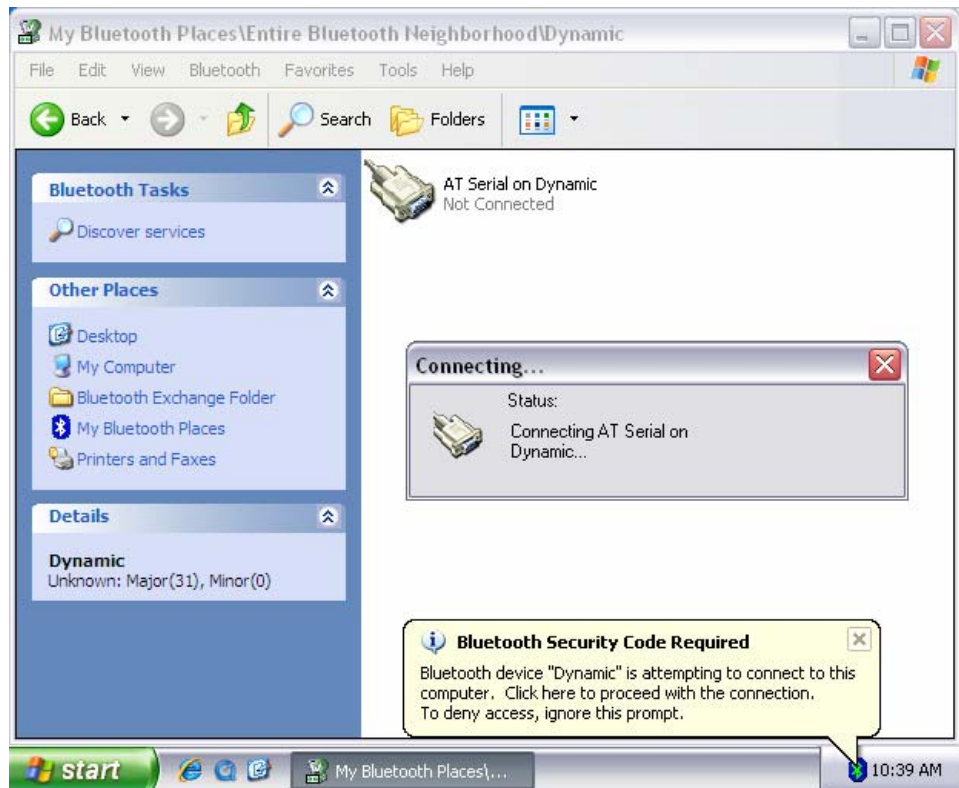 My Bluetooth Places\Entire Bluetooth Neighborhood\Dynamic
File Edit View Bluetooth Favorites Tools Help
Back Search Folders
Bluetooth Tasks
Discover services
Other Places
Desktop
My Computer
Bluetooth Exchange Folder
My Bluetooth Places
Printers and Faxes
Details
Dynamic
Unknown: Major(31), Minor(0)
AT Serial on Dynamic
Not Connected
Connecting...
Status:
Connecting AT Serial on
Dynamic...
Bluetooth Security Code Required
Bluetooth device "Dynamic" is attempting to connect to this
computer. Click here to proceed with the connection.
To deny access, ignore this prompt.
start My Bluetooth Places\... 10:39 AM